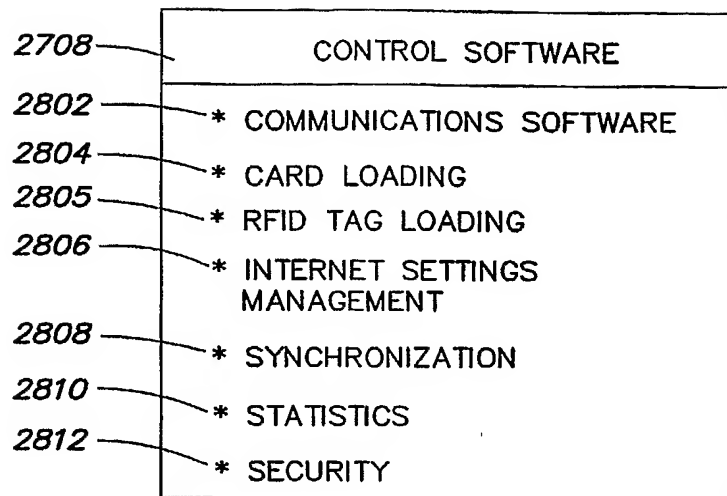 2708 CONTROL SOFTWARE
2802 * COMMUNICATIONS SOFTWARE
2804 * CARD LOADING
2805 * RFID TAG LOADING
2806 * INTERNET SETTINGS
MANAGEMENT
2808 * SYNCHRONIZATION
2810 * STATISTICS
2812 * SECURITY